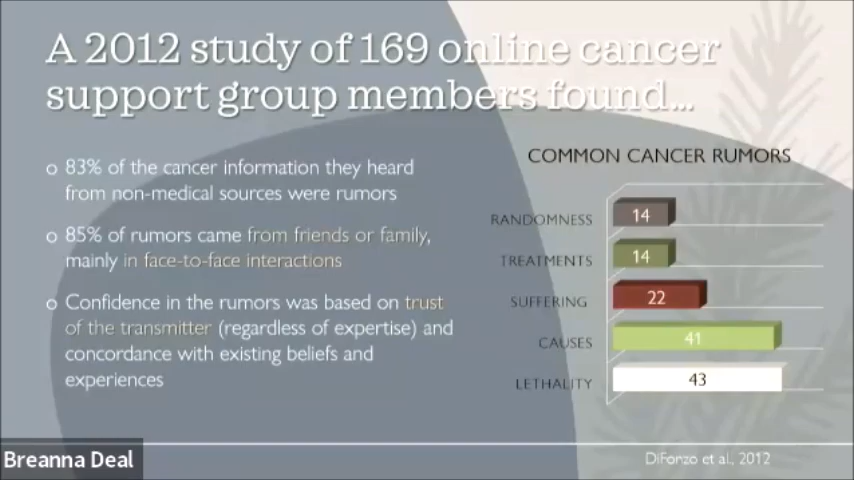 A 2012 study of 169 online cancer
support group members found...
o 83% of the cancer information they heard
from non-medical sources were rumors
o 85% of rumors came from friends or family,
mainly in face-to-face interactions
o Confidence in the rumors was based on trust
of the transmitter (regardless of expertise) and
concordance with existing beliefs and
experiences
COMMON CANCER RUMORS
RANDOMNESS 14
TREATMENTS 14
SUFFERING 22
CAUSES 41
LETHALITY 43
Breanna Deal
DiFonzo et al., 2012